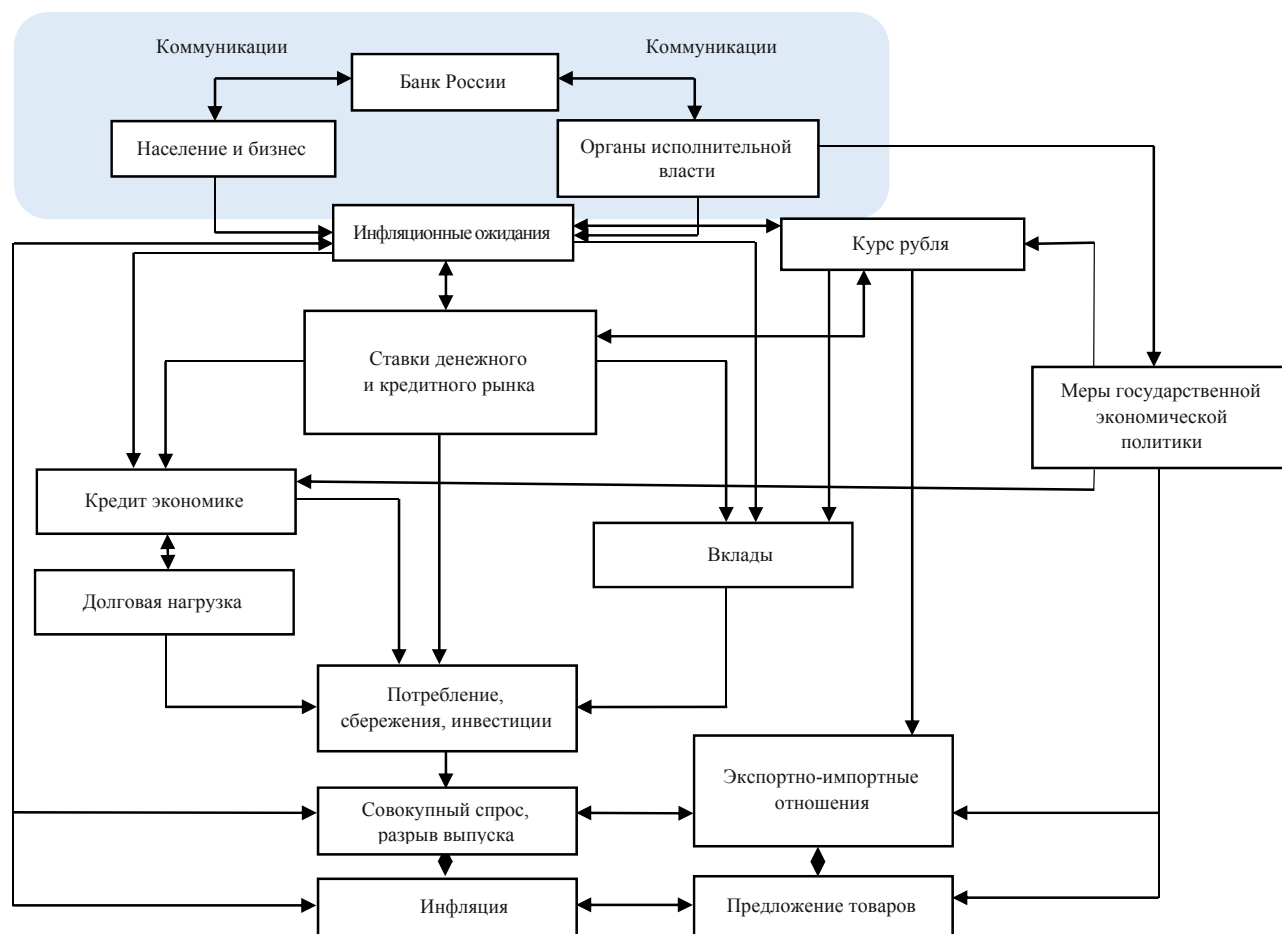 Коммуникации
Коммуникации
Банк России
Население и бизнес
Органы исполнительной
власти
Инфляционные ожидания
Курс рубля
Ставки денежного
и кредитного рынка
Меры государственной
экономической
политики
Кредит экономике
Вклады
Долговая нагрузка
Потребление,
сбережения, инвестиции
Экспортно-импортные
отношения
Совокупный спрос,
разрыв выпуска
Инфляция
Предложение товаров